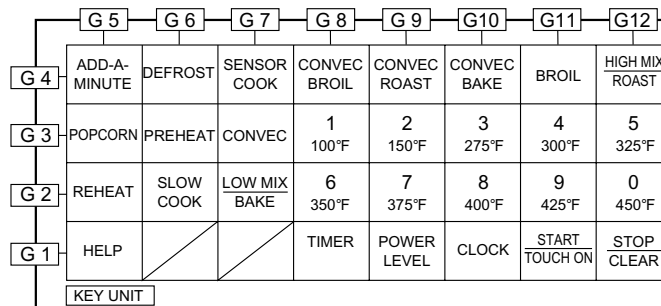 G 5 G 6 G 7 G 8 G 9 G10 G11 G12
G 4 ADD-A-MINUTE DEFROST SENSOR COOK CONVEC BROIL CONVEC ROAST CONVEC BAKE BROIL HIGH MIX ROAST
G 3 POPCORN PREHEAT CONVEC 1 100°F 2 150°F 3 275°F 4 300°F 5 325°F
G 2 REHEAT SLOW COOK LOW MIX BAKE 6 350°F 7 375°F 8 400°F 9 425°F 0 450°F
G 1 HELP TIMER POWER LEVEL CLOCK START TOUCH ON STOP CLEAR
KEY UNIT